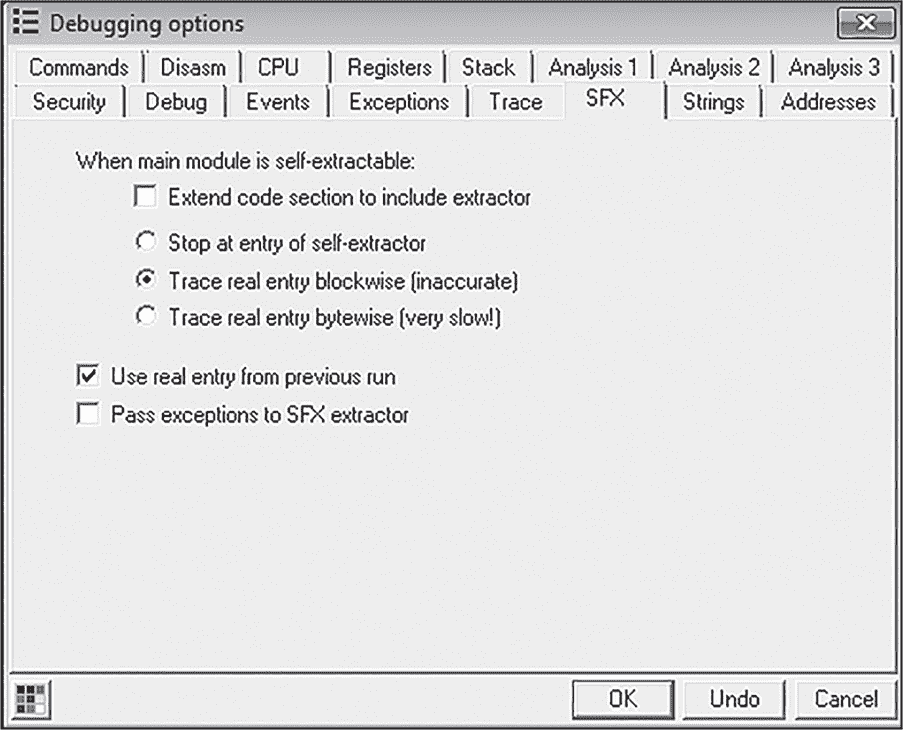 Debugging options
Commands Disasm CPU Registers Stack Analysis 1 Analysis 2 Analysis 3
Security Debug Events Exceptions Trace SFX Strings Addresses
When main module is self-extractable:
Extend code section to include extractor
Stop at entry of self-extractor
Trace real entry blockwise (inaccurate)
Trace real entry bytewise (very slow!)
Use real entry from previous run
Pass exceptions to SFX extractor
OK Undo Cancel